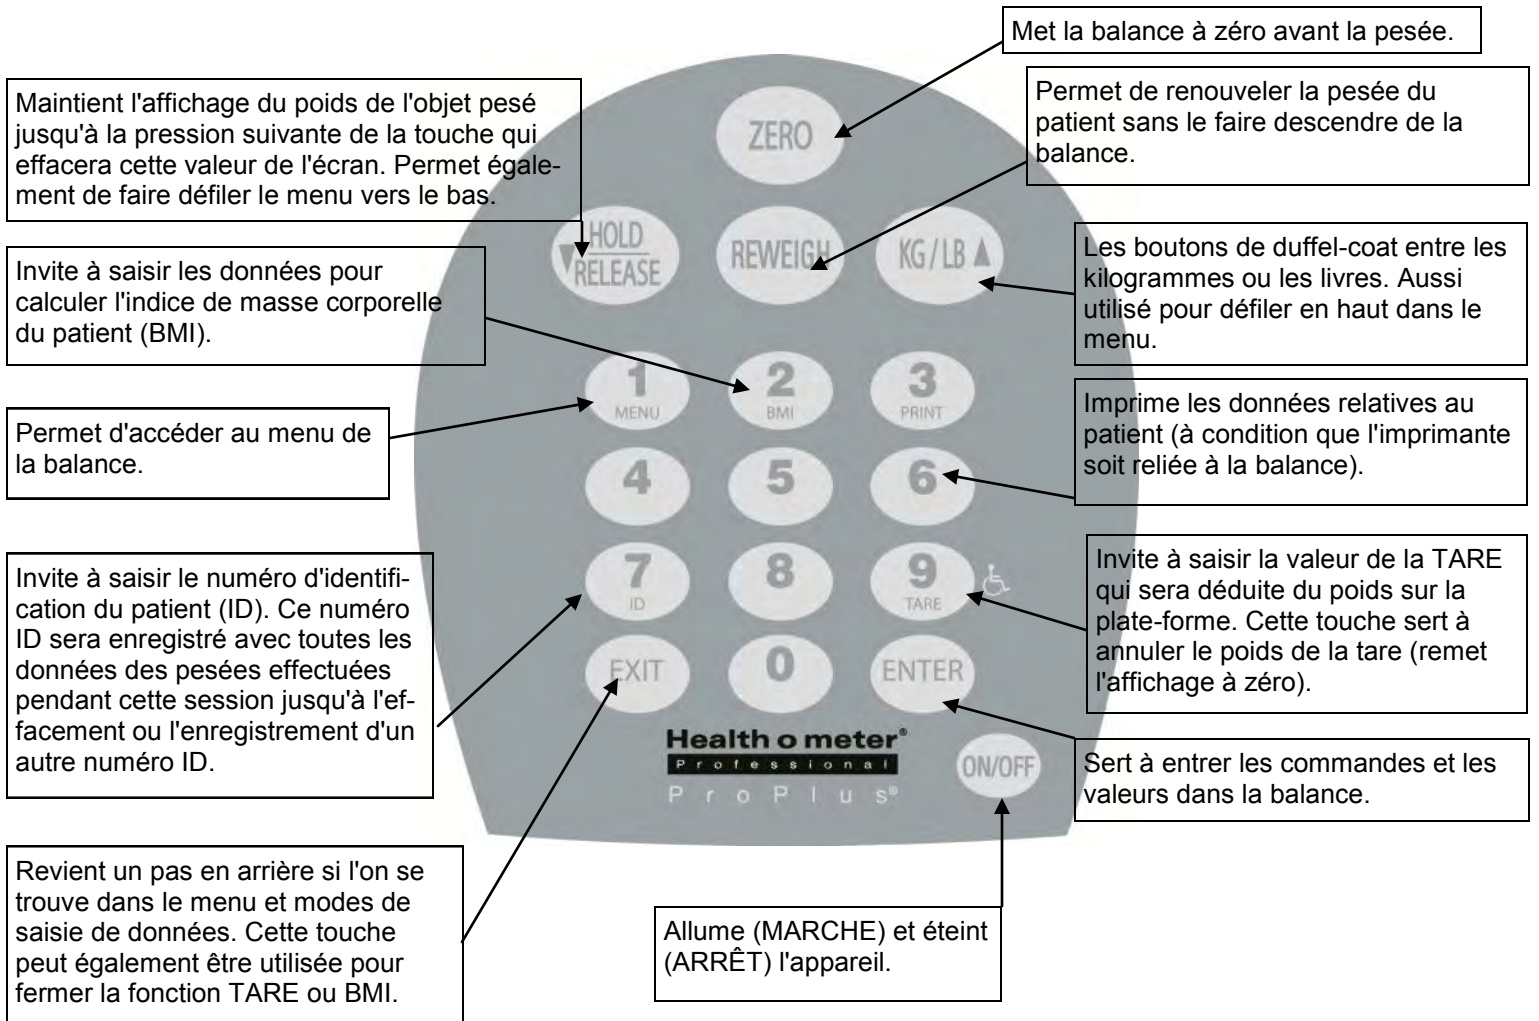 Met la balance à zéro avant la pesée.
Maintient l'affichage du poids de l'objet pesé
jusqu'à la pression suivante de la touche qui
effacera cette valeur de l'écran. Permet égale-
ment de faire défiler le menu vers le bas.
Permet de renouveler la pesée du
patient sans le faire descendre de la
balance.
Invite à saisir les données pour
calculer l'indice de masse corporelle
du patient (BMI).
Les boutons de duffel-coat entre les
kilogrammes ou les livres. Aussi
utilisé pour défiler en haut dans le
menu.
Permet d'accéder au menu de
la balance.
Imprime les données relatives au
patient (à condition que l'imprimante
soit reliée à la balance).
Invite à saisir le numéro d'identifi-
cation du patient (ID). Ce numéro
ID sera enregistré avec toutes les
données des pesées effectuées
pendant cette session jusqu'à l'ef-
facement ou l'enregistrement d'un
autre numéro ID.
Invite à saisir la valeur de la TARE
qui sera déduite du poids sur la
plate-forme. Cette touche sert à
annuler le poids de la tare (remet
l'affichage à zéro).
Sert à entrer les commandes et les
valeurs dans la balance.
Revient un pas en arrière si l'on se
trouve dans le menu et modes de
saisie de données. Cette touche
peut également être utilisée pour
fermer la fonction TARE ou BMI.
Allume (MARCHE) et éteint
(ARRÊT) l'appareil.
ZERO
▼HOLD
RELEASE
REWEIGH
KG/LB ▲
1
MENU
2
BMI
3
PRINT
4
5
6
7
ID
8
9
TARE
EXIT
0
ENTER
Health o meter®
Professional
ProPlus®
ON/OFF